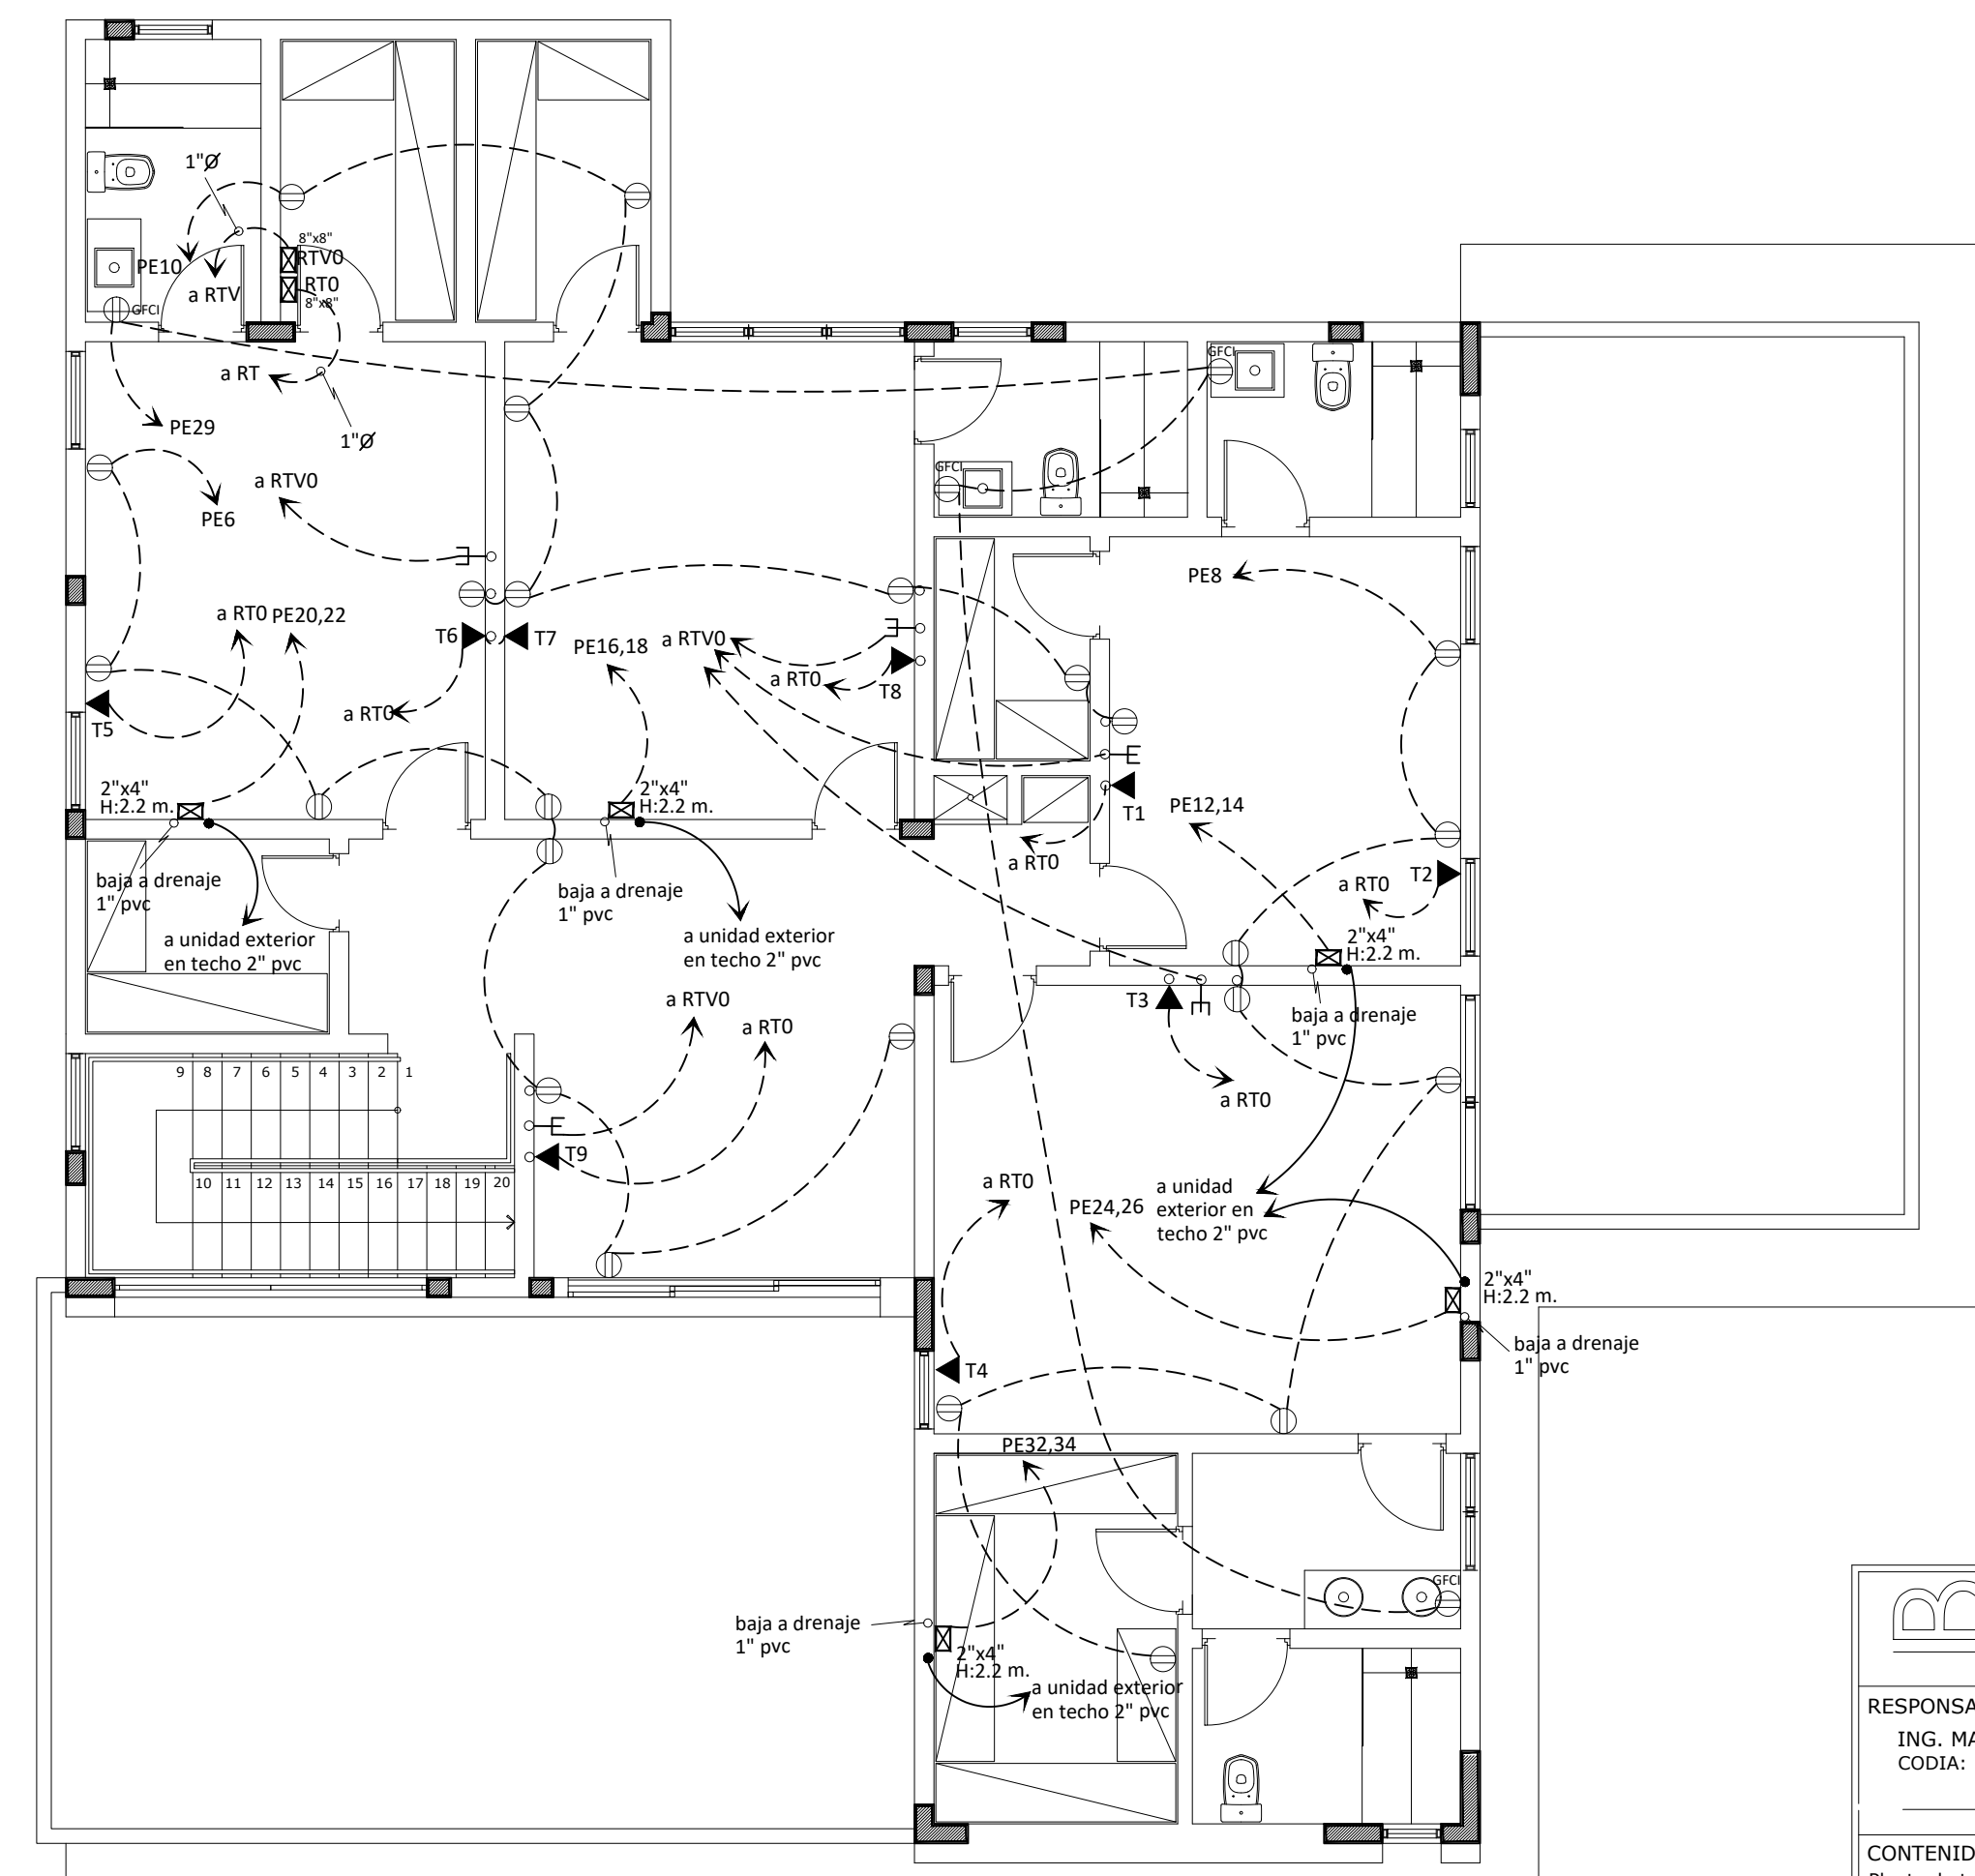 1"Ø
8"x8"
RTV0
PE10
RT0
a RTV
8"x8"
GFCI
a RT
GFCI
PE29
1"Ø
GFCI
a RTV0
PE6
PE8
a RT0
PE20,22
T6
T7
PE16,18
a RTV0
a RT0
T8
a RT0
T5
2"x4"
H:2.2 m.
2"x4"
H:2.2 m.
T1
PE12,14
a RT0
T2
a RT0
baja a drenaje
1" pvc
baja a drenaje
1" pvc
a unidad exterior
en techo 2" pvc
a unidad exterior
en techo 2" pvc
2"x4"
H:2.2 m.
a RTV0
a RT0
T3
baja a drenaje
1" pvc
9 8 7 6 5 4 3 2 1
a RT0
T9
10 11 12 13 14 15 16 17 18 19 20
a RT0
PE24,26
a unidad
exterior en
techo 2" pvc
2"x4"
H:2.2 m.
baja a drenaje
1" pvc
T4
PE32,34
GFCI
baja a drenaje
1" pvc
2"x4"
H:2.2 m.
a unidad exterior
en techo 2" pvc
B
RESPONSA
ING. MA
CODIA:
CONTENID